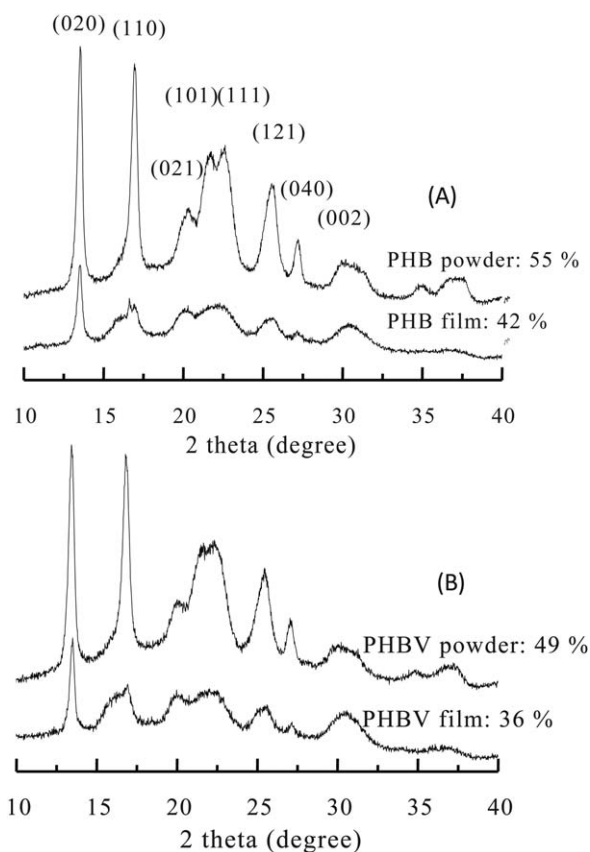 (020)
(110)
(101)(111)
(121)
(021)
(040)
(002)
(A)
PHB powder: 55 %
PHB film: 42 %
10 15 20 25 30 35 40
2 theta (degree)
(B)
PHBV powder: 49 %
PHBV film: 36 %
10 15 20 25 30 35 40
2 theta (degree)